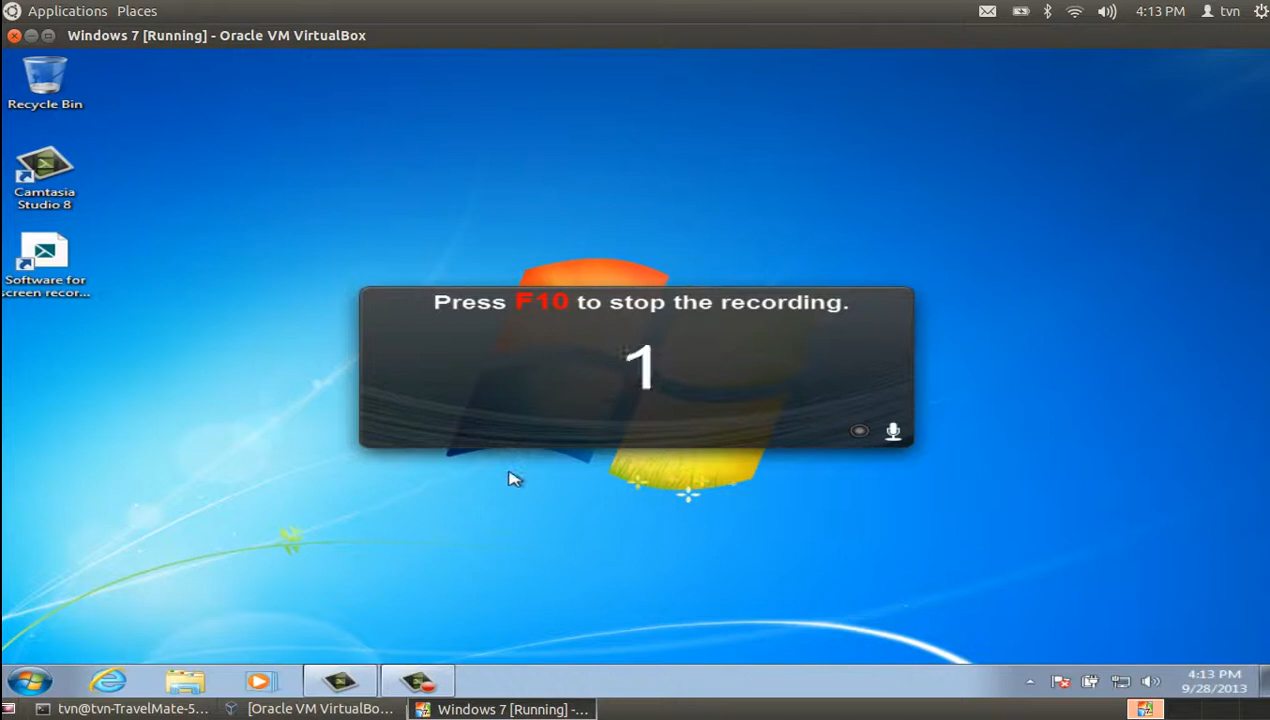 Applications Places
4:13 PM tvn
Windows 7 [Running] - Oracle VM VirtualBox
Recycle Bin
Camtasia
Studio 8
Software for
screen recor...
Press F10 to stop the recording.
1
4:13 PM
9/28/2013
tvn@tvn-TravelMate-5... [Oracle VM VirtualBo... Windows 7 [Running] -...